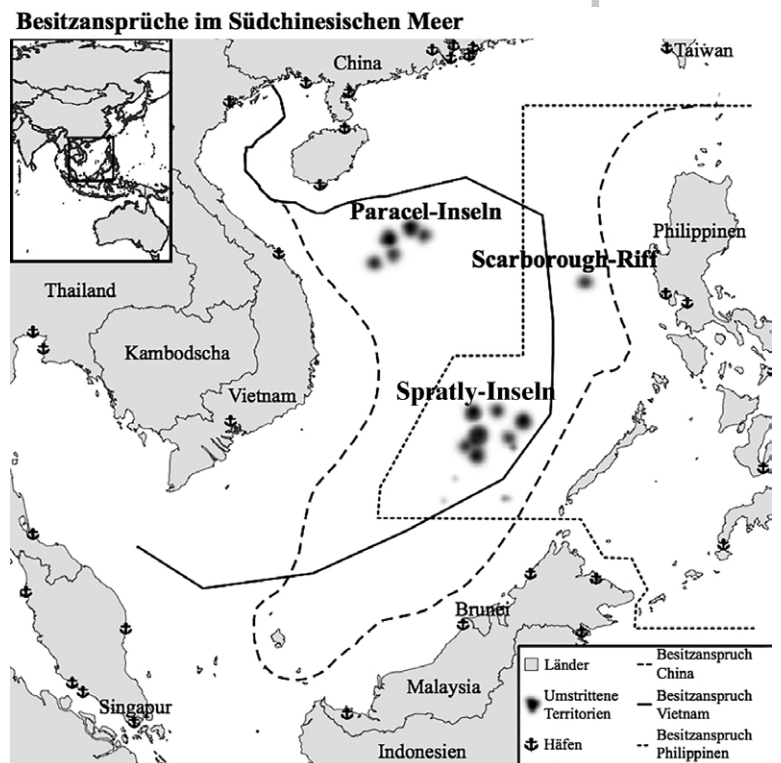 Besitzansprüche im Südchinesischen Meer
China
Taiwan
Paracel-Inseln
Philippinen
Scarborough-Riff
Thailand
Kambodscha
Vietnam
Spratly-Inseln
Brunei
Malaysia
Singapur
Indonesien
Länder
Umstrittene
Territorien
Häfen
Besitzanspruch
China
Besitzanspruch
Vietnam
Besitzanspruch
Philippinen